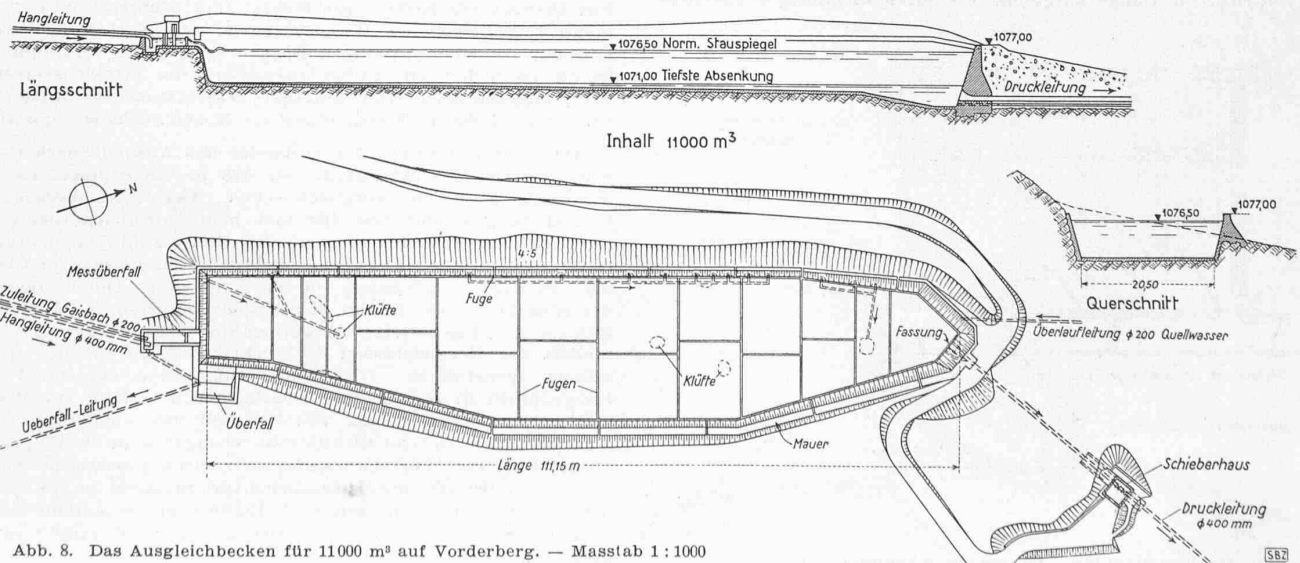 Hangleitung
1077,00
1076,50 Norm. Stauspiegel
1071,00 Tiefste Absenkung
Längsschnitt
Druckleitung
Inhalt 11000 m³
N
1076,50
1077,00
20,50
Querschnitt
4:5
Messüberfall
Fuge
Klüfte
Zuleitung Gaisbach φ 200
Hangleitung φ 400 mm
Fassung
Überlaufleitung φ 200 Quellwasser
Klüfte
Fugen
Ueberfall-Leitung
Überfall
Mauer
Länge 111,15 m
Schieberhaus
Druckleitung
φ 400 mm
Abb. 8. Das Ausgleichbecken für 11000 m³ auf Vorderberg. — Masstab 1 : 1000
SBZ